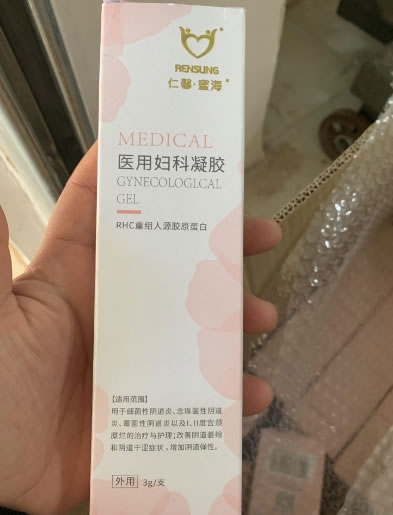 RENSUNG
仁馨·蜜海
MEDICAL
医用妇科凝胶
GYNECOLOGLCAL
GEL
RHC重组人源胶原蛋白
【适用范围】
用于细菌性阴道炎、念珠菌性阴道
炎、霉菌性阴道炎以及I、II度宫颈
糜烂的治疗与护理;改善阴道萎缩
和阴道干涩症状,增加阴道弹性。
外用 3g/支